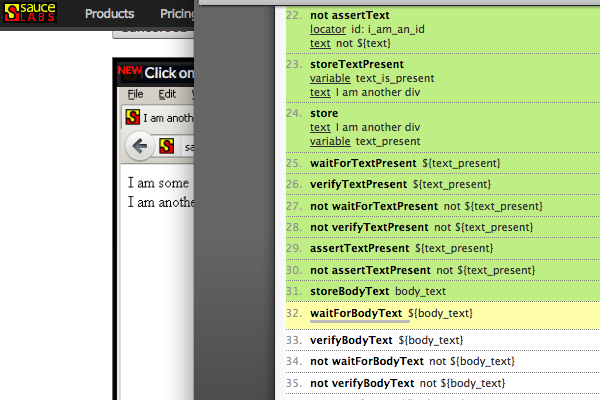 sauce
LABS
Products
Pricing
NEW
Click on
File Edit
I am anoth
I am some
I am anothe
22. not assertText
locator id: i_am_an_id
text not ${text}
23. storeTextPresent
variable text_is_present
text I am another div
24. store
text I am another div
variable text_present
25. waitForTextPresent ${text_present}
26. verifyTextPresent ${text_present}
27. not waitForTextPresent not ${text_present}
28. not verifyTextPresent not ${text_present}
29. assertTextPresent ${text_present}
30. not assertTextPresent not ${text_present}
31. storeBodyText body_text
32. waitForBodyText ${body_text}
33. verifyBodyText ${body_text}
34. not waitForBodyText not ${body_text}
35. not verifyBodyText not ${body_text}